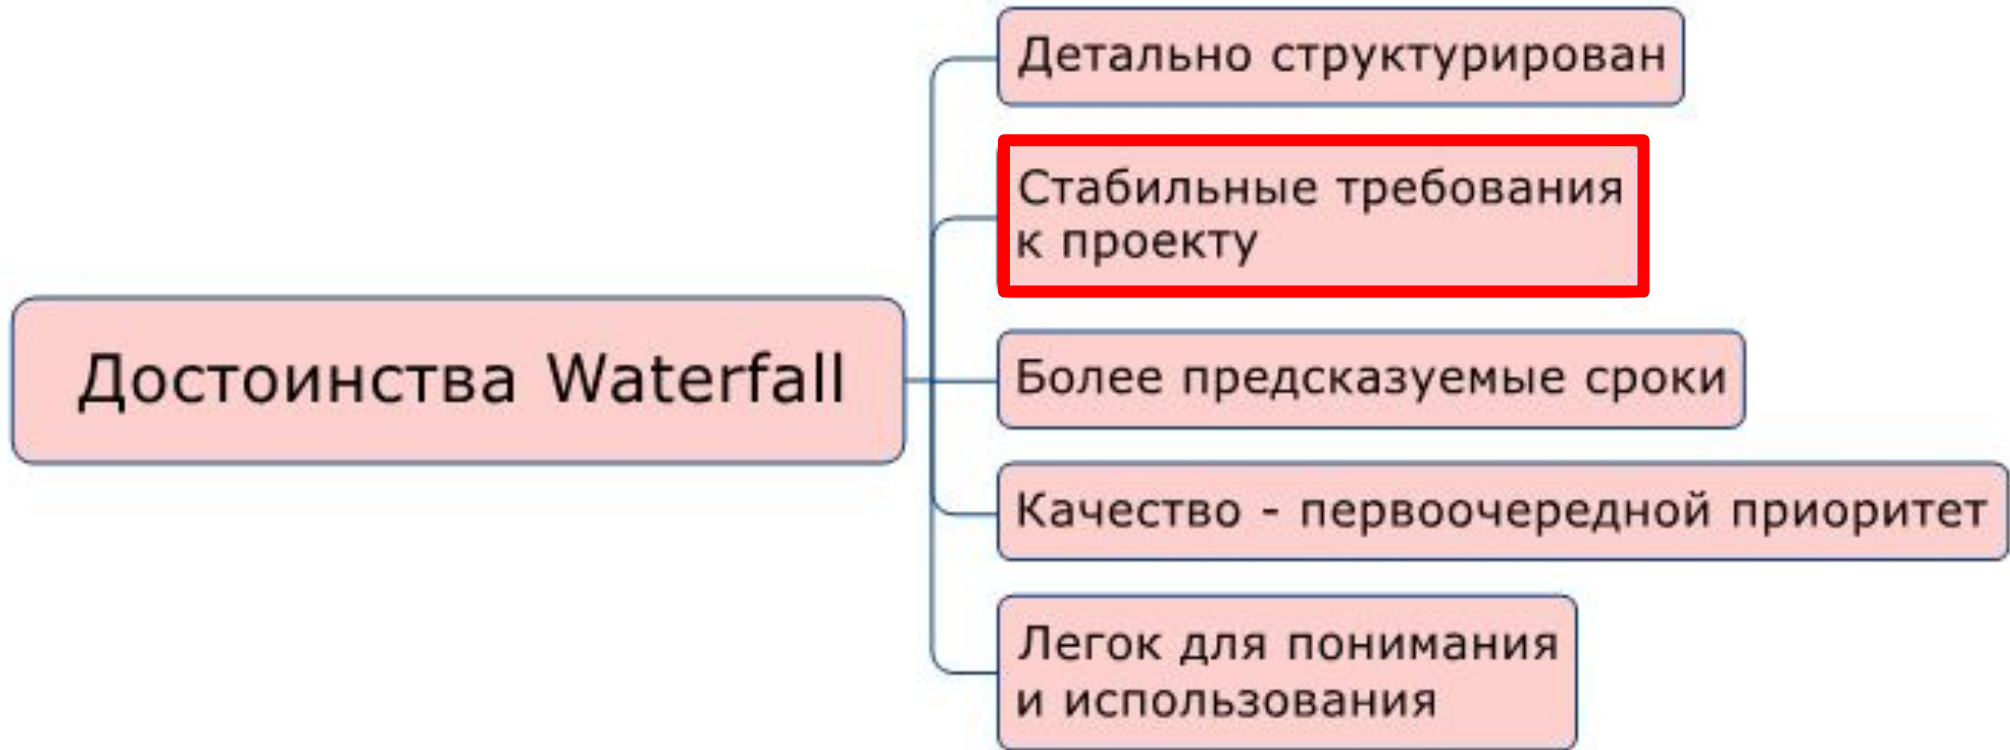 Достоинства Waterfall
Детально структурирован
Стабильные требования
к проекту
Более предсказуемые сроки
Качество - первоочередной приоритет
Легок для понимания
и использования